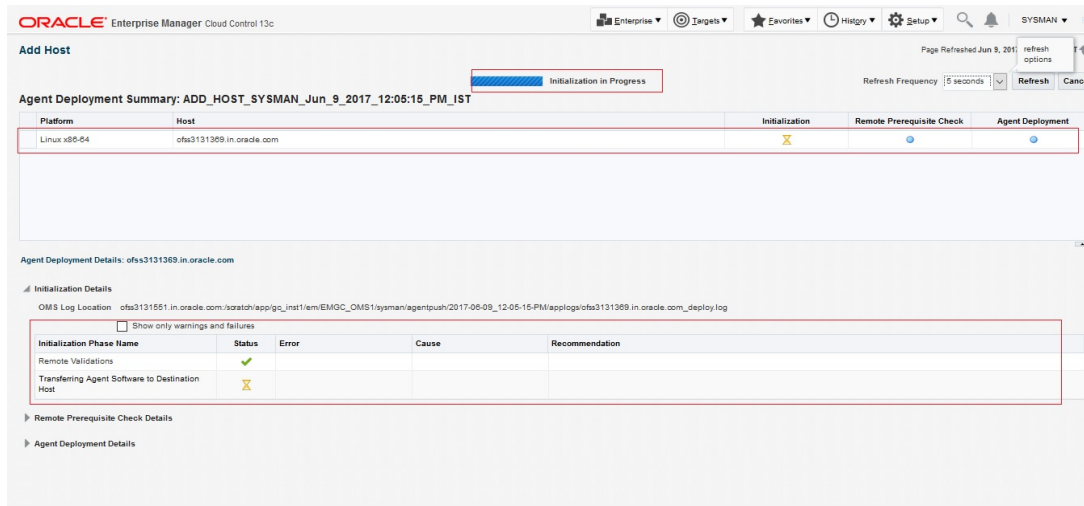 ORACLE Enterprise Manager Cloud Control 13c
Enterprise Targets Favorites History Setup SYSMAN
Add Host
Page Refreshed Jun 9, 201
refresh options
Initialization in Progress
Refresh Frequency 5 seconds Refresh Canc
Agent Deployment Summary: ADD_HOST_SYSMAN_Jun_9_2017_12:05:15_PM_IST
Platform Host Initialization Remote Prerequisite Check Agent Deployment
Linux x86-64 ofss3131369.in.oracle.com
Agent Deployment Details: ofss3131369.in.oracle.com
Initialization Details
OMS Log Location ofss3131551.in.oracle.com:/scratch/app/gc_inst1/em/EMGC_OMS1/sysman/agentpush/2017-06-09_12-05-15-PM/applogs/ofss3131369.in.oracle.com_deploy.log
Show only warnings and failures
Initialization Phase Name Status Error Cause Recommendation
Remote Validations
Transferring Agent Software to Destination
Host
Remote Prerequisite Check Details
Agent Deployment Details